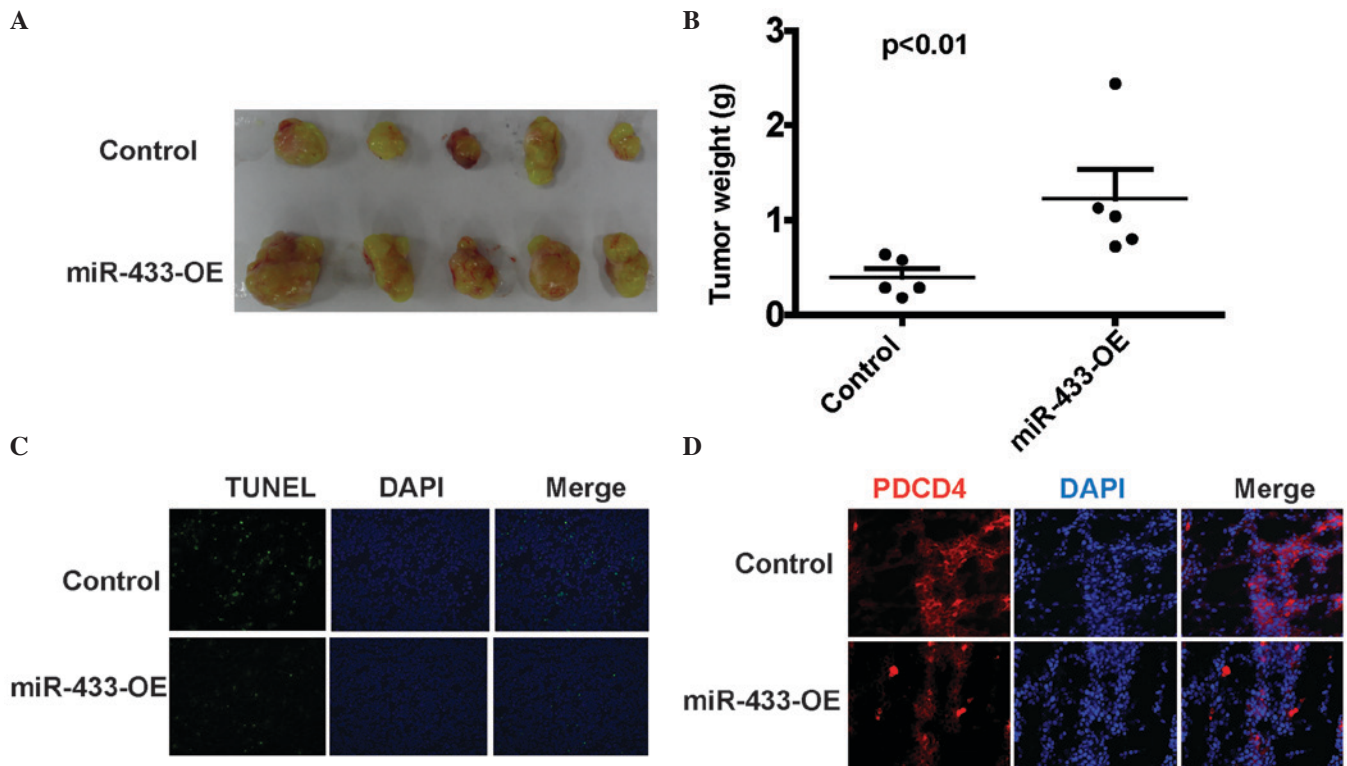 A
Control
miR-433-OE
B
p<0.01
Tumor weight (g)
3
2
1
0
Control
miR-433-OE
C
TUNEL DAPI Merge
Control
miR-433-OE
D
PDCD4 DAPI Merge
Control
miR-433-OE